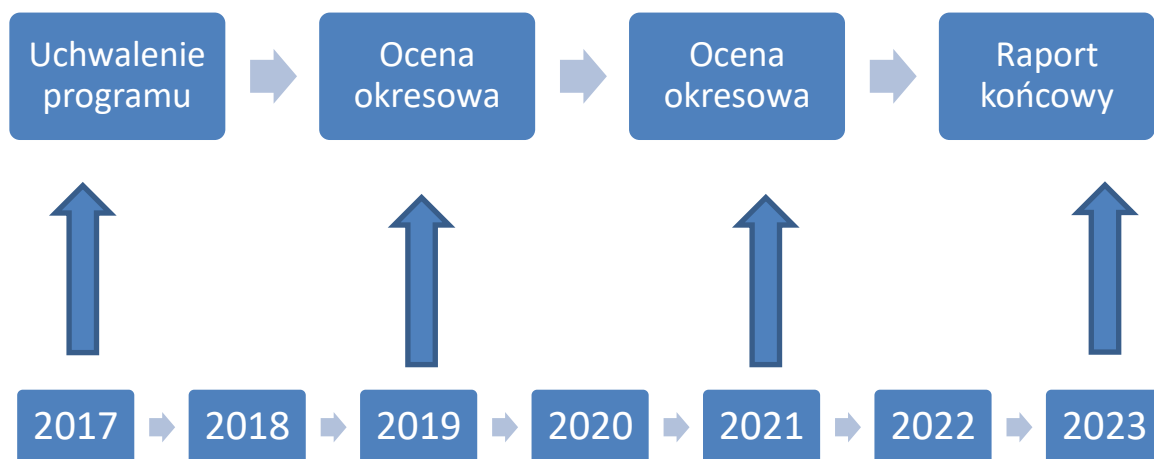 Uchwalenie
programu
Ocena
okresowa
Ocena
okresowa
Raport
końcowy
2017
2018
2019
2020
2021
2022
2023